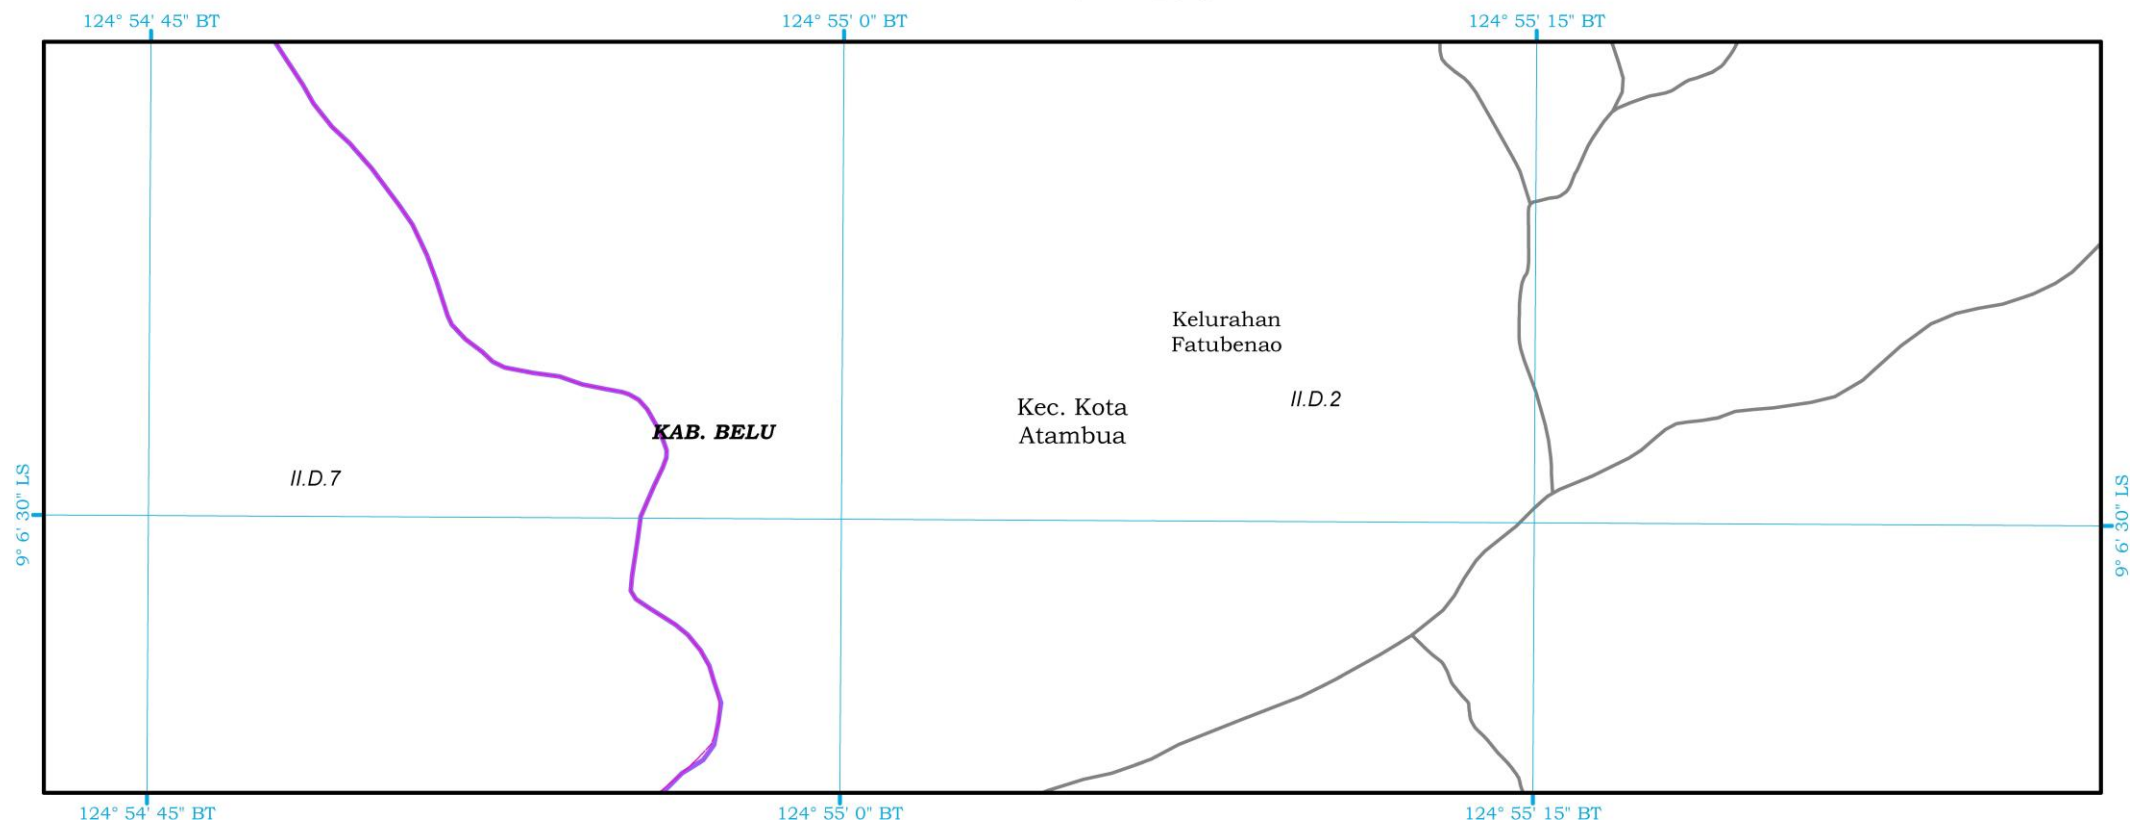 124° 54' 45" BT
124° 55' 0" BT
124° 55' 15" BT
Kelurahan
Fatubenao
II.D.2
Kec. Kota
Atambua
KAB. BELU
II.D.7
9° 6' 30" LS
9° 6' 30" LS
124° 54' 45" BT
124° 55' 0" BT
124° 55' 15" BT